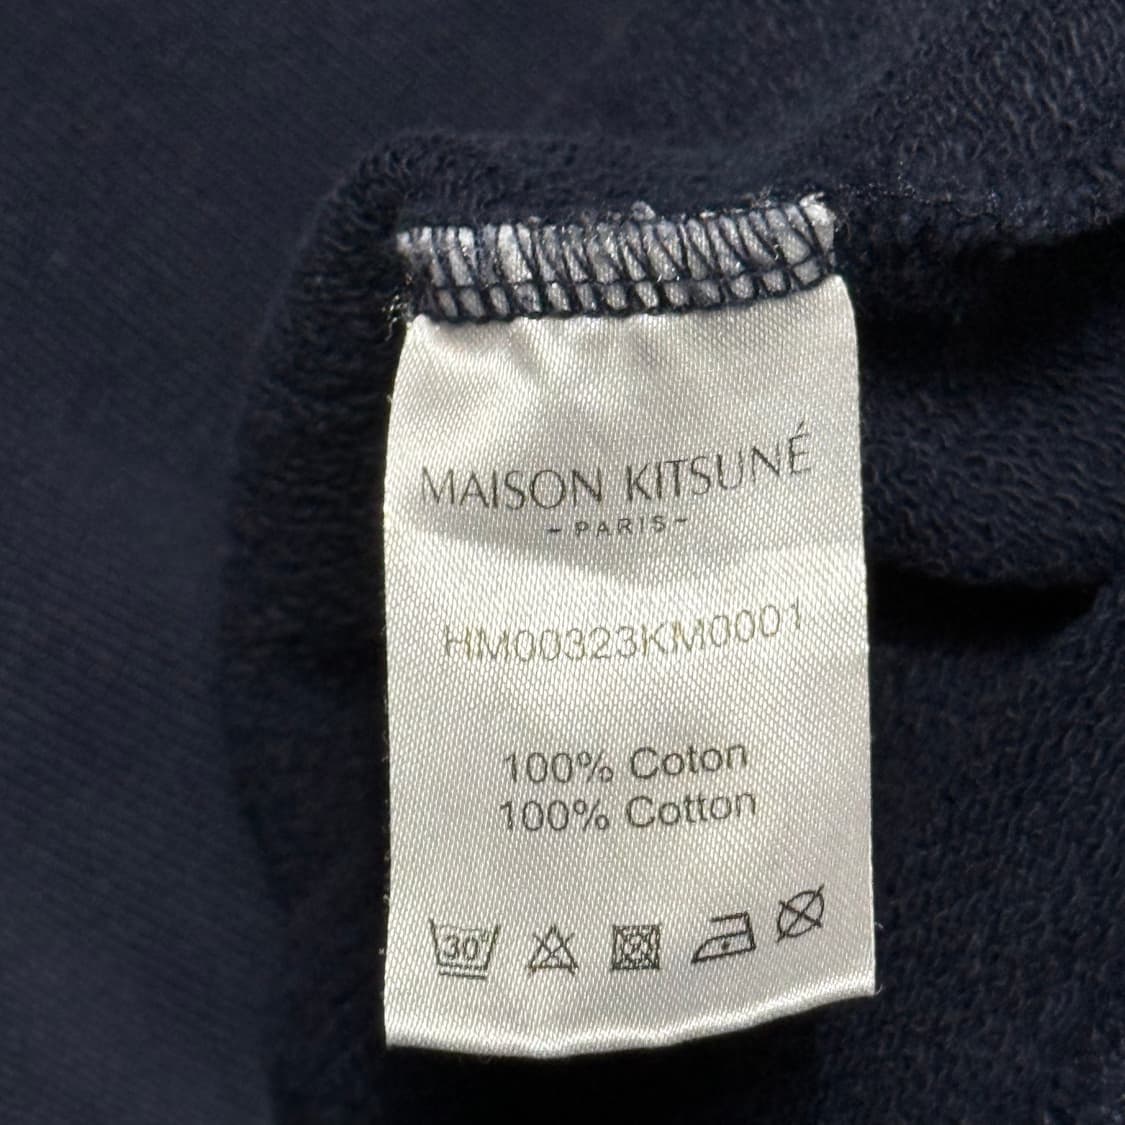 MAISON KITSUNÉ
- PARIS -
HM00323KM0001
100% Coton
100% Cotton
30°